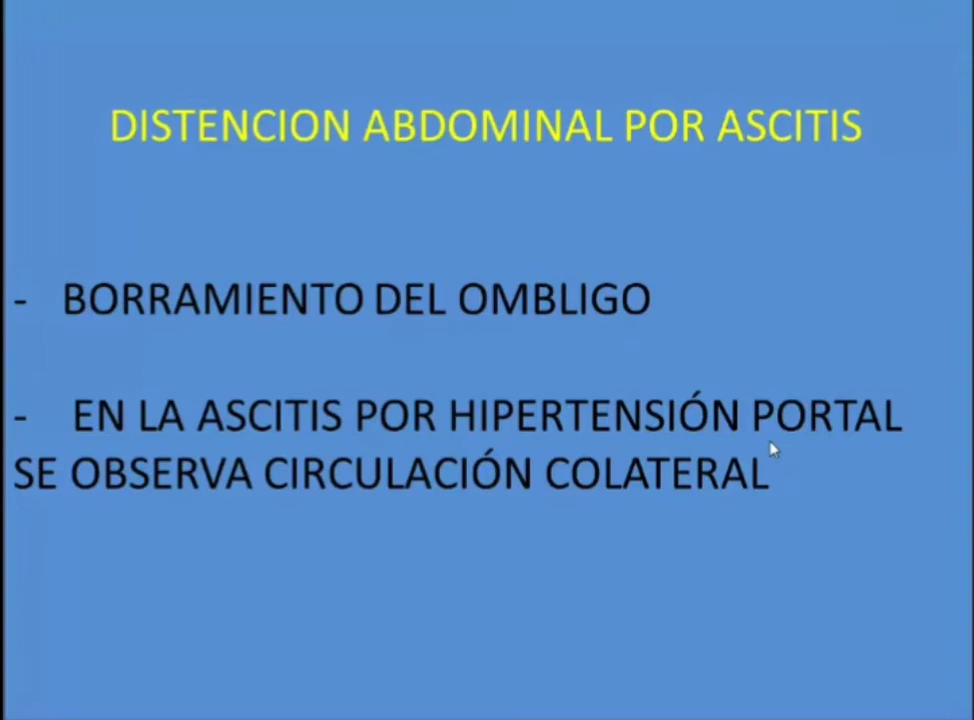 DISTENCION ABDOMINAL POR ASCITIS
- BORRAMIENTO DEL OMBLIGO
- EN LA ASCITIS POR HIPERTENSIÓN PORTAL
SE OBSERVA CIRCULACIÓN COLATERAL